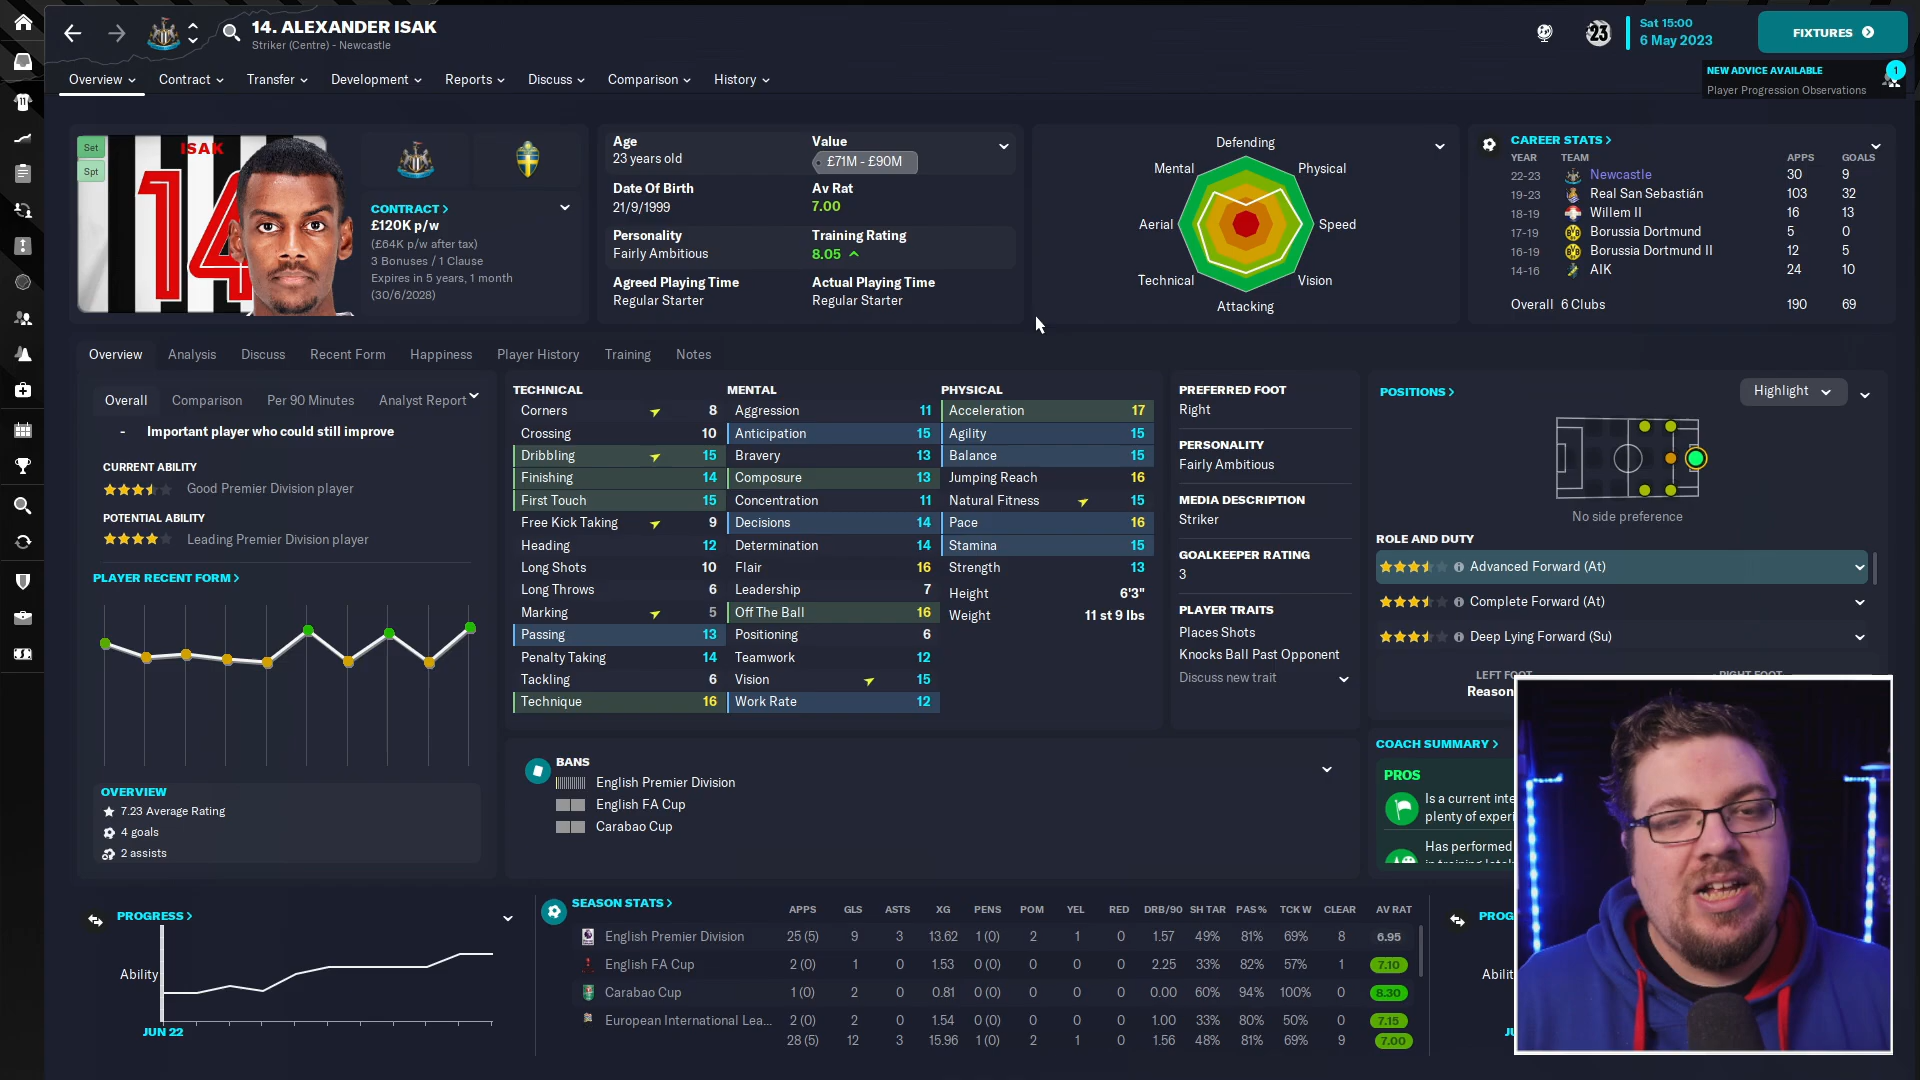 14. ALEXANDER ISAK
Striker (Centre) - Newcastle
23
Sat 15:00
6 May 2023
FIXTURES
Overview Contract Transfer Development Reports Discuss Comparison History
NEW ADVICE AVAILABLE
Player Progression Observations
1
Set
Spt
ISAK
14
CONTRACT >
£120K p/w
(£64K p/w after tax)
3 Bonuses / 1 Clause
Expires in 5 years, 1 month
(30/6/2028)
Age
23 years old
Value
£71M - £90M
Date Of Birth
21/9/1999
Av Rat
7.00
Personality
Fairly Ambitious
Training Rating
8.05
Agreed Playing Time
Regular Starter
Actual Playing Time
Regular Starter
Defending
Mental Physical
Aerial Speed
Technical Vision
Attacking
CAREER STATS >
YEAR TEAM APPS GOALS
22-23 Newcastle 30 9
19-23 Real San Sebastián 103 32
18-19 Willem II 16 13
17-19 Borussia Dortmund 5 0
16-19 Borussia Dortmund II 12 5
14-16 AIK 24 10
Overall 6 Clubs 190 69
Overview Analysis Discuss Recent Form Happiness Player History Training Notes
Overall Comparison Per 90 Minutes Analyst Report
- Important player who could still improve
CURRENT ABILITY
Good Premier Division player
POTENTIAL ABILITY
Leading Premier Division player
PLAYER RECENT FORM >
OVERVIEW
7.23 Average Rating
4 goals
2 assists
TECHNICAL
Corners 8
Crossing 10
Dribbling 15
Finishing 14
First Touch 15
Free Kick Taking 9
Heading 12
Long Shots 10
Long Throws 6
Marking 5
Passing 13
Penalty Taking 14
Tackling 6
Technique 16
MENTAL
Aggression 11
Anticipation 15
Bravery 13
Composure 13
Concentration 11
Decisions 14
Determination 14
Flair 16
Leadership 7
Off The Ball 16
Positioning 6
Teamwork 12
Vision 15
Work Rate 12
PHYSICAL
Acceleration 17
Agility 15
Balance 15
Jumping Reach 16
Natural Fitness 15
Pace 16
Stamina 15
Strength 13
Height 6'3"
Weight 11 st 9 lbs
PREFERRED FOOT
Right
PERSONALITY
Fairly Ambitious
MEDIA DESCRIPTION
Striker
GOALKEEPER RATING
3
PLAYER TRAITS
Places Shots
Knocks Ball Past Opponent
Discuss new trait
POSITIONS >
Highlight
No side preference
ROLE AND DUTY
Advanced Forward (At)
Complete Forward (At)
Deep Lying Forward (Su)
LEFT FOOT RIGHT FOOT
Reason
COACH SUMMARY >
PROS
Is a current inte
plenty of experi
Has performed
BANS
English Premier Division
English FA Cup
Carabao Cup
PROGRESS >
Ability
JUN 22
SEASON STATS >
APPS GLS ASTS XG PENS POM YEL RED DRB/90 SH TAR PAS % TCK W CLEAR AV RAT
English Premier Division 25 (5) 9 3 13.62 1 (0) 2 1 0 1.57 49% 81% 69% 8 6.95
English FA Cup 2 (0) 1 0 1.53 0 (0) 0 0 0 2.25 33% 82% 57% 1 7.10
Carabao Cup 1 (0) 2 0 0.81 0 (0) 0 0 0 0.00 60% 94% 100% 0 8.30
European International Lea... 2 (0) 2 0 1.54 0 (0) 0 0 0 1.00 33% 80% 50% 0 7.15
28 (5) 12 3 15.96 1 (0) 2 1 0 1.56 48% 81% 69% 9 7.00
PROG
Abilit
JU